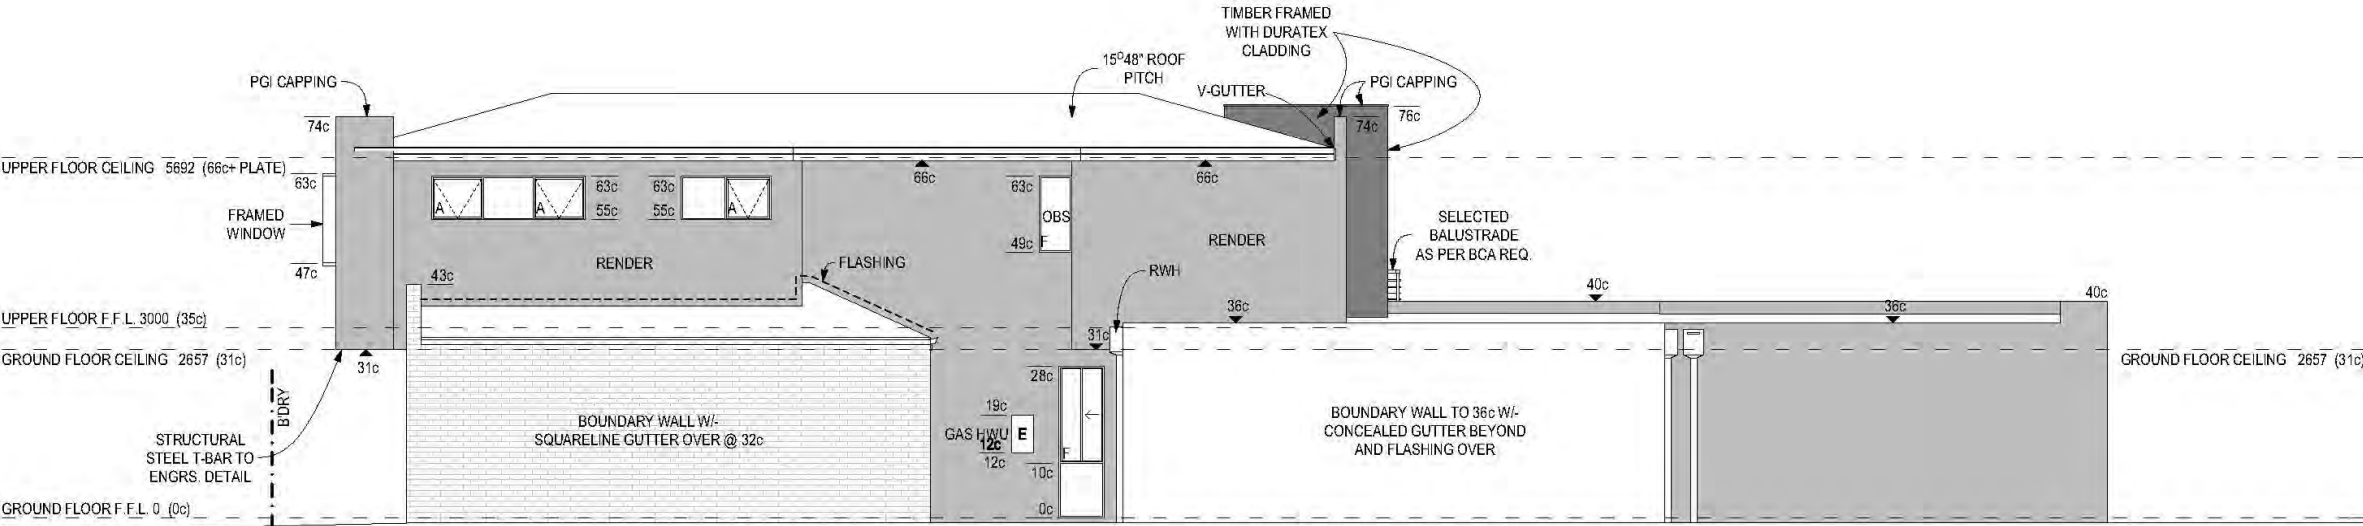 TIMBER FRAMED
WITH DURATEX
CLADDING
15⁰48" ROOF
PITCH
PGI CAPPING
V-GUTTER
PGI CAPPING
74c
74c
76c
UPPER FLOOR CEILING 5692 (66c+ PLATE)
63c
63c
55c
63c
55c
66c
63c
66c
A
A
A
OBS
F
49c
FRAMED
WINDOW
47c
RENDER
RENDER
SELECTED
BALUSTRADE
AS PER BCA REQ.
43c
FLASHING
RWH
40c
40c
36c
36c
UPPER FLOOR F.F.L. 3000 (35c)
31c
GROUND FLOOR CEILING 2657 (31c)
GROUND FLOOR CEILING 2657 (31c)
31c
28c
B'DRY
19c
GAS HWU
E
12c
12c
F
10c
0c
BOUNDARY WALL W/-
SQUARELINE GUTTER OVER @ 32c
BOUNDARY WALL TO 36c W/-
CONCEALED GUTTER BEYOND
AND FLASHING OVER
STRUCTURAL
STEEL T-BAR TO
ENGRS. DETAIL
GROUND FLOOR F.F.L. 0 (0c)